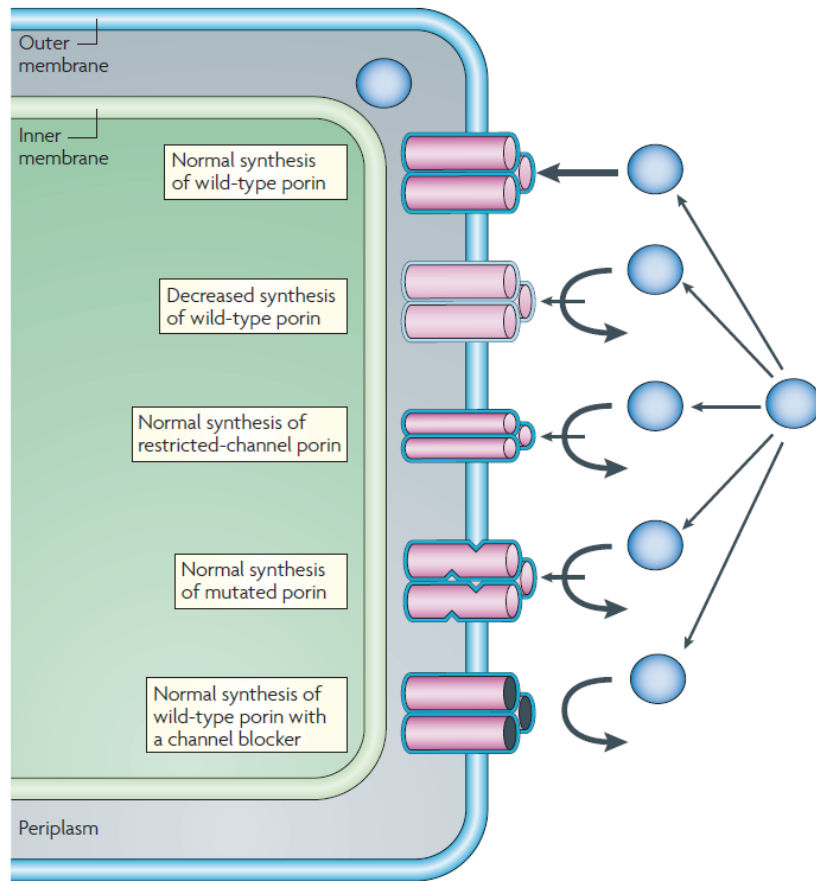 Outer
membrane
Inner
membrane
Normal synthesis
of wild-type porin
Decreased synthesis
of wild-type porin
Normal synthesis of
restricted-channel porin
Normal synthesis
of mutated porin
Normal synthesis of
wild-type porin with
a channel blocker
Periplasm